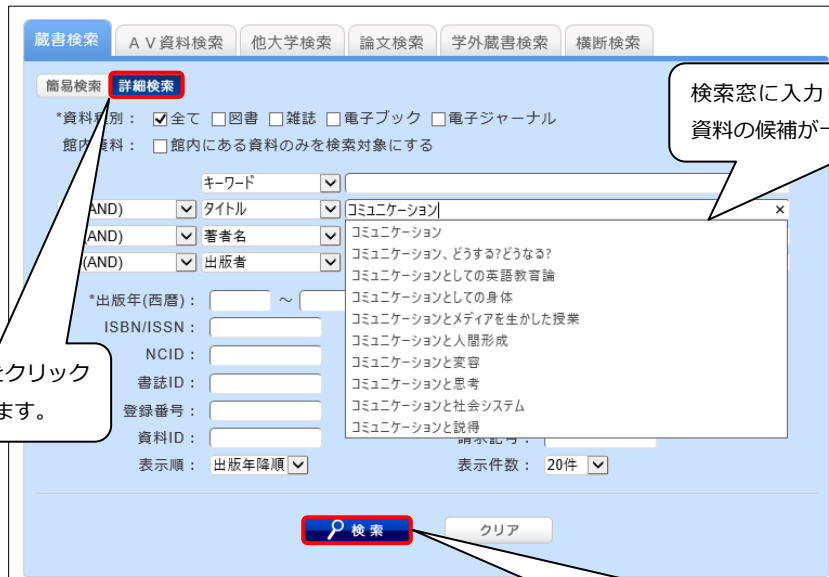 蔵書検索 ＡＶ資料検索 他大学検索 論文検索 学外蔵書検索 横断検索
簡易検索 詳細検索
*資料種別： 全て 図書 雑誌 電子ブック 電子ジャーナル
館内資料： 館内にある資料のみを検索対象にする
検索窓に入力
資料の候補が
キーワード
AND) タイトル コミュニケーション ×
(AND) 著者名
(AND) 出版者
コミュニケーション
コミュニケーション、どうする?どうなる?
コミュニケーションとしての英語教育論
コミュニケーションとしての身体
コミュニケーションとメディアを生かした授業
コミュニケーションと人間形成
コミュニケーションと変容
コミュニケーションと思考
コミュニケーションと社会システム
コミュニケーションと説得
*出版年(西暦)： ～
ISBN/ISSN：
NCID：
書誌ID：
登録番号：
資料ID： 請求記号：
をクリック
ます。
表示順： 出版年降順 表示件数： 20件
検索 クリア